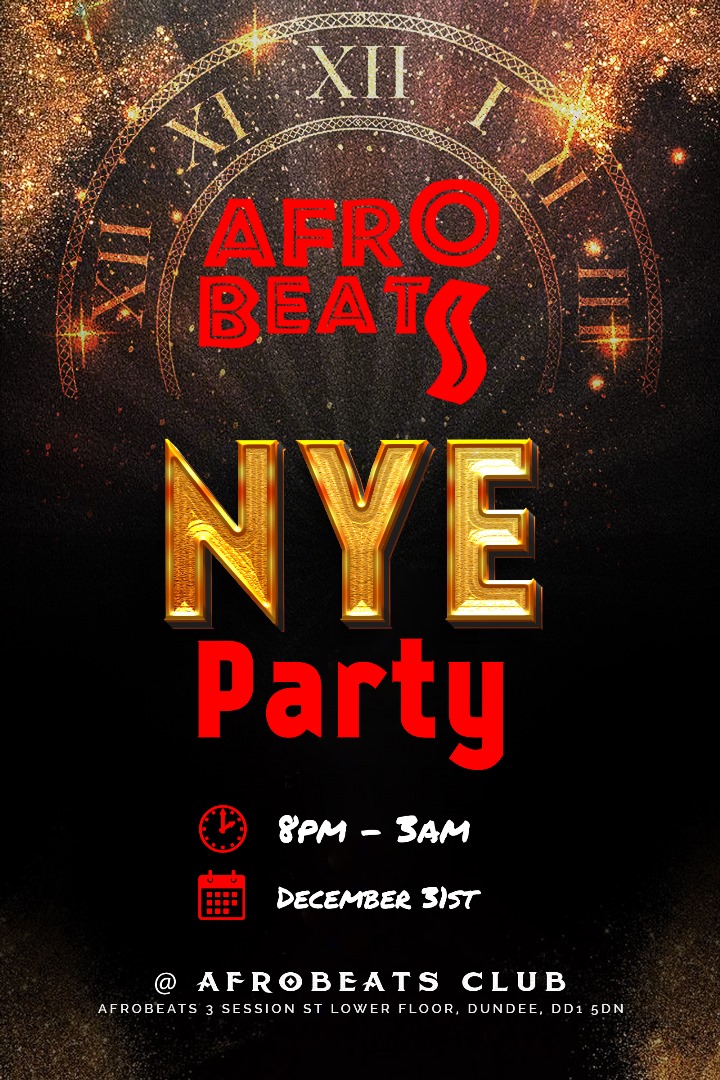 XII
XI
I
II
XII
III
AFRO
BEATS
NYE
Party
8PM - 3AM
DECEMBER 31ST
@ AFROBEATS CLUB
AFROBEATS 3 SESSION ST LOWER FLOOR, DUNDEE, DD1 5DN